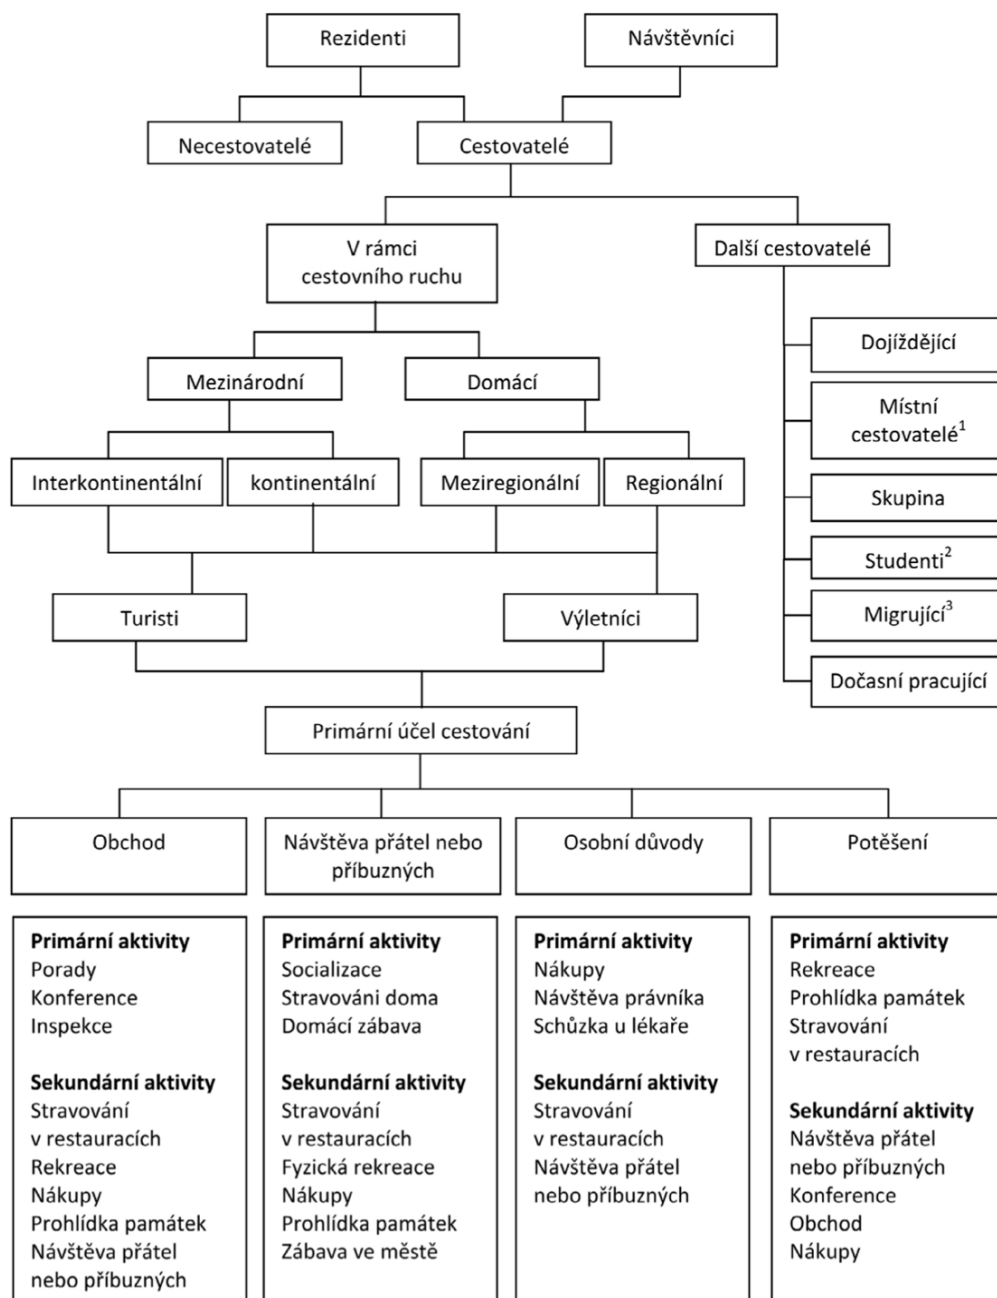 Rezidenti
Návštěvníci
Necestovatelé
Cestovatelé
V rámci
cestovního ruchu
Další cestovatelé
Dojíždějící
Mezinárodní
Domácí
Místní
cestovatelé¹
Interkontinentální
kontinentální
Meziregionální
Regionální
Skupina
Studenti²
Turisti
Výletníci
Migrující³
Dočasní pracující
Primární účel cestování
Obchod
Návštěva přátel nebo
příbuzných
Osobní důvody
Potěšení
Primární aktivity
Porady
Konference
Inspekce
Sekundární aktivity
Stravování
v restauracích
Rekreace
Nákupy
Prohlídka památek
Návštěva přátel
nebo příbuzných
Primární aktivity
Socializace
Stravováni doma
Domácí zábava
Sekundární aktivity
Stravování
v restauracích
Fyzická rekreace
Nákupy
Prohlídka památek
Zábava ve městě
Primární aktivity
Nákupy
Návštěva právníka
Schůzka u lékaře
Sekundární aktivity
Stravování
v restauracích
Návštěva přátel
nebo příbuzných
Primární aktivity
Rekreace
Prohlídka památek
Stravování
v restauracích
Sekundární aktivity
Návštěva přátel
nebo příbuzných
Konference
Obchod
Nákupy